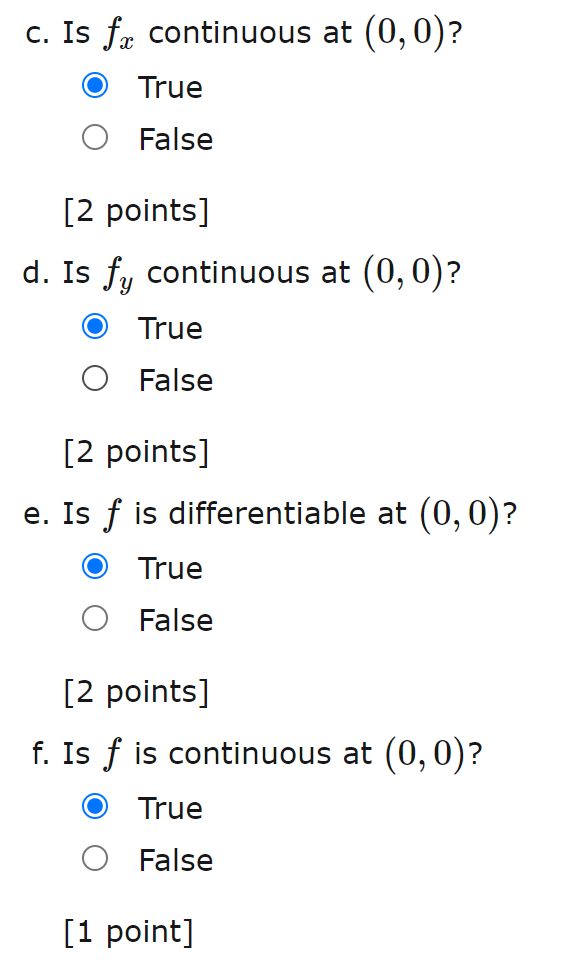 c. Is fₓ continuous at (0, 0)?
True
False
[2 points]
d. Is f_y continuous at (0, 0)?
True
False
[2 points]
e. Is f is differentiable at (0, 0)?
True
False
[2 points]
f. Is f is continuous at (0, 0)?
True
False
[1 point]